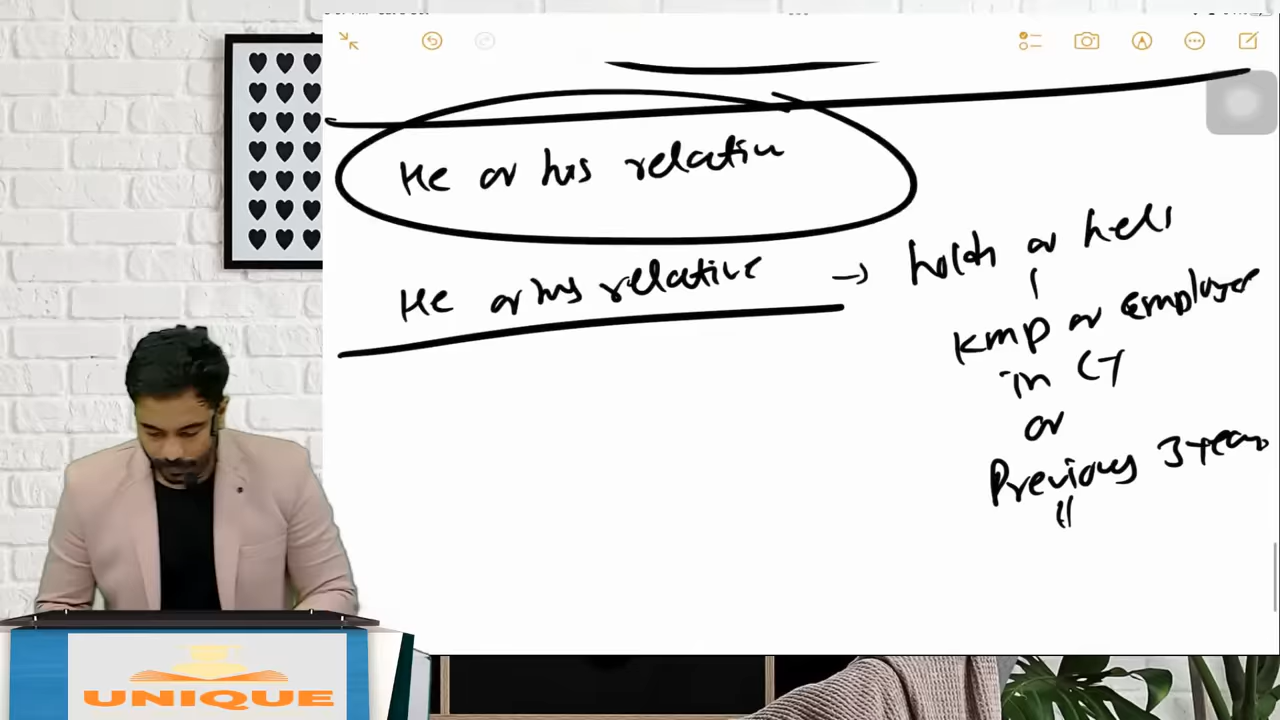 He or his relative
He or his relative → holds or held
KMP or Employee
in CY
or
Previous 3 years
UNIQUE